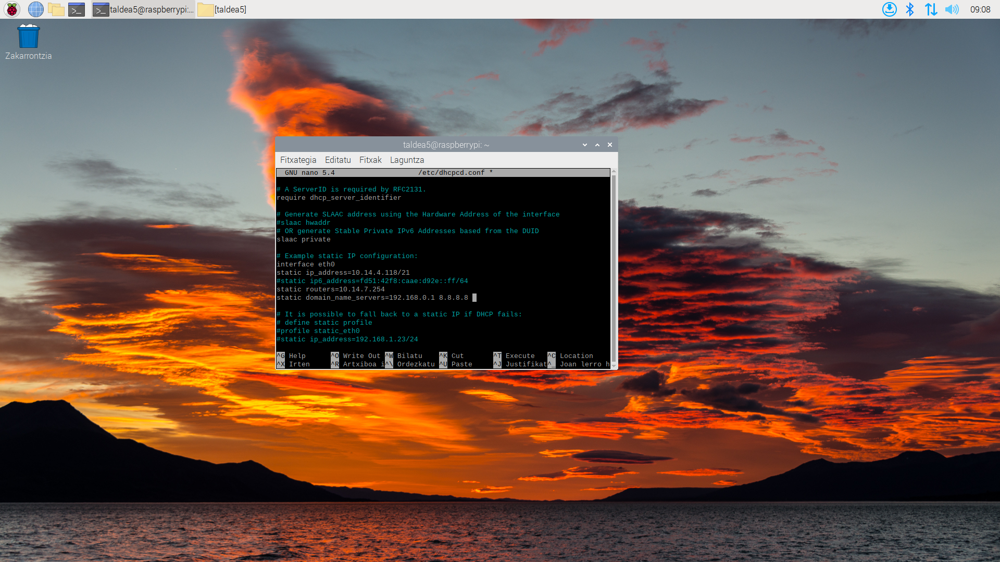 taldea5@raspberrypi:...
[taldea5]
09:08
Zakarrontzia
taldea5@raspberrypi: ~
Fitxategia Editatu Fitxak Laguntza
GNU nano 5.4 /etc/dhcpcd.conf *
# A ServerID is required by RFC2131.
require dhcp_server_identifier
# Generate SLAAC address using the Hardware Address of the interface
#slaac hwaddr
# OR generate Stable Private IPv6 Addresses based from the DUID
slaac private
# Example static IP configuration:
interface eth0
static ip_address=10.14.4.118/21
#static ip6_address=fd51:42f8:caae:d92e::ff/64
static routers=10.14.7.254
static domain_name_servers=192.168.0.1 8.8.8.8
# It is possible to fall back to a static IP if DHCP fails:
# define static profile
#profile static_eth0
#static ip_address=192.168.1.23/24
^G Help ^O Write Out ^W Bilatu ^K Cut ^T Execute ^C Location
^X Irten ^R Artxiboa i^\ Ordezkatu ^U Paste ^J Justifikat^_ Joan lerro h